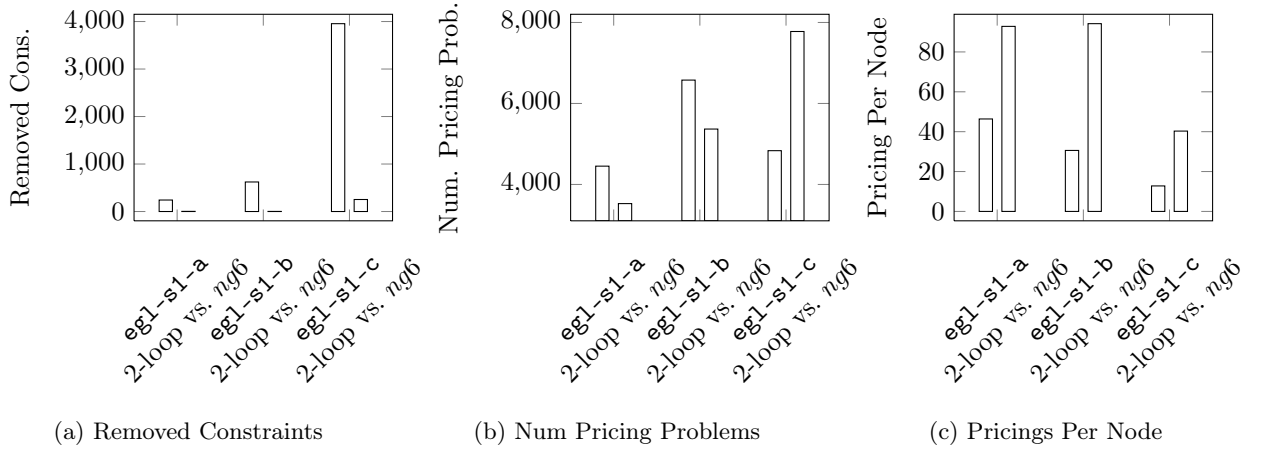 Removed Cons.
4,000
3,000
2,000
1,000
0
egl-s1-a
2-loop vs. ng6
egl-s1-b
2-loop vs. ng6
egl-s1-c
2-loop vs. ng6
(a) Removed Constraints
Num. Pricing Prob.
8,000
6,000
4,000
egl-s1-a
2-loop vs. ng6
egl-s1-b
2-loop vs. ng6
egl-s1-c
2-loop vs. ng6
(b) Num Pricing Problems
Pricing Per Node
80
60
40
20
0
egl-s1-a
2-loop vs. ng6
egl-s1-b
2-loop vs. ng6
egl-s1-c
2-loop vs. ng6
(c) Pricings Per Node